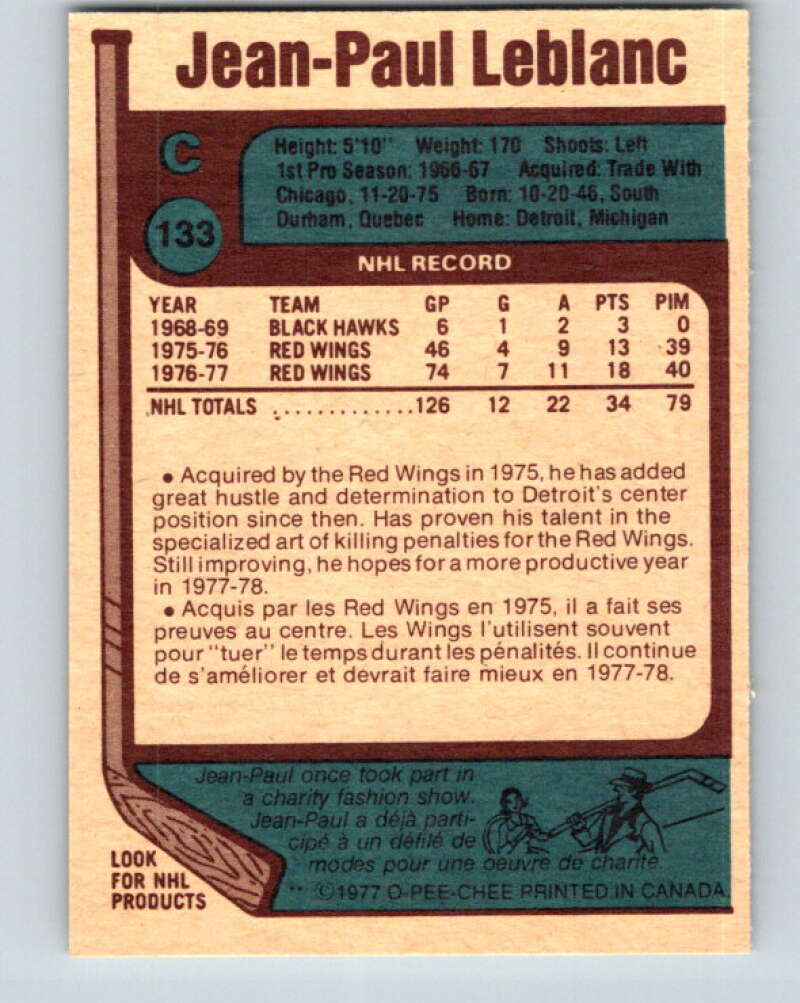 Jean-Paul Leblanc
C
133
Height: 5'10" Weight: 170 Shoots: Left
1st Pro Season: 1966-67 Acquired: Trade With
Chicago, 11-20-75 Born: 10-20-46, South
Durham, Quebec Home: Detroit, Michigan
NHL RECORD
YEAR TEAM GP G A PTS PIM
1968-69 BLACK HAWKS 6 1 2 3 0
1975-76 RED WINGS 46 4 9 13 39
1976-77 RED WINGS 74 7 11 18 40
NHL TOTALS .............126 12 22 34 79
• Acquired by the Red Wings in 1975, he has added
great hustle and determination to Detroit's center
position since then. Has proven his talent in the
specialized art of killing penalties for the Red Wings.
Still improving, he hopes for a more productive year
in 1977-78.
• Acquis par les Red Wings en 1975, il a fait ses
preuves au centre. Les Wings l'utilisent souvent
pour "tuer" le temps durant les pénalités. Il continue
de s'améliorer et devrait faire mieux en 1977-78.
Jean-Paul once took part in
a charity fashion show.
Jean-Paul a déjà parti-
cipé à un défilé de
modes pour une oeuvre de charité.
LOOK
FOR NHL
PRODUCTS
** ©1977 O-PEE-CHEE PRINTED IN CANADA